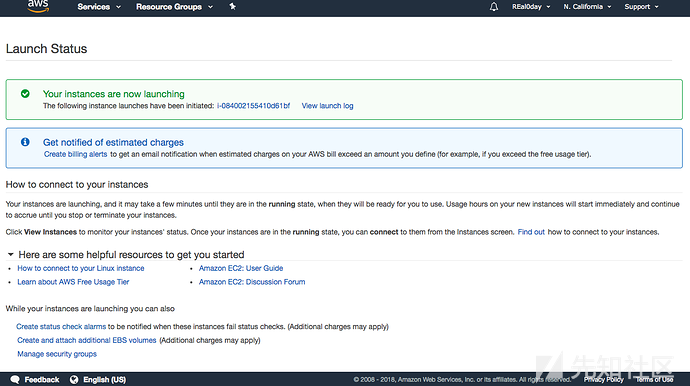 aws Services Resource Groups REal0day N. California Support
Launch Status
Your instances are now launching
The following instance launches have been initiated: i-084002155410d61bf View launch log
Get notified of estimated charges
Create billing alerts to get an email notification when estimated charges on your AWS bill exceed an amount you define (for example, if you exceed the free usage tier).
How to connect to your instances
Your instances are launching, and it may take a few minutes until they are in the running state, when they will be ready for you to use. Usage hours on your new instances will start immediately and continue
to accrue until you stop or terminate your instances.
Click View Instances to monitor your instances' status. Once your instances are in the running state, you can connect to them from the Instances screen. Find out how to connect to your instances.
Here are some helpful resources to get you started
How to connect to your Linux instance Amazon EC2: User Guide
Learn about AWS Free Usage Tier Amazon EC2: Discussion Forum
While your instances are launching you can also
Create status check alarms to be notified when these instances fail status checks. (Additional charges may apply)
Create and attach additional EBS volumes (Additional charges may apply)
Manage security groups
先知社区
Feedback English (US) © 2008 - 2018, Amazon Web Services, Inc. or its affiliates. All rights reserved. Privacy Policy Terms of Use